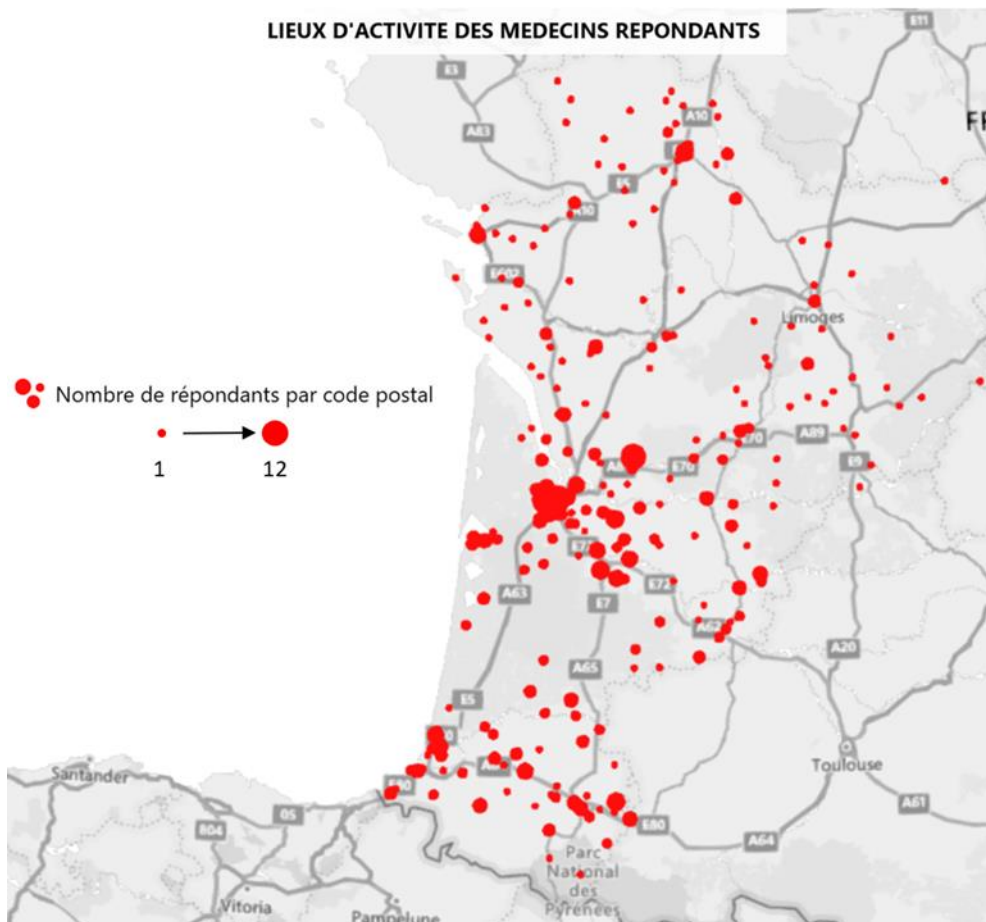 LIEUX D'ACTIVITE DES MEDECINS REPONDANTS
E11
E3
A10
A83
FR
E5
A10
E602
Limoges
Nombre de répondants par code postal
1
12
E70
A89
E70
E9
E72
A63
E7
A62
A20
A65
E5
Toulouse
Santander
E80
A61
05
804
E80
A64
Parc
National
des
Pyrénées
Vitoria
Pampelune